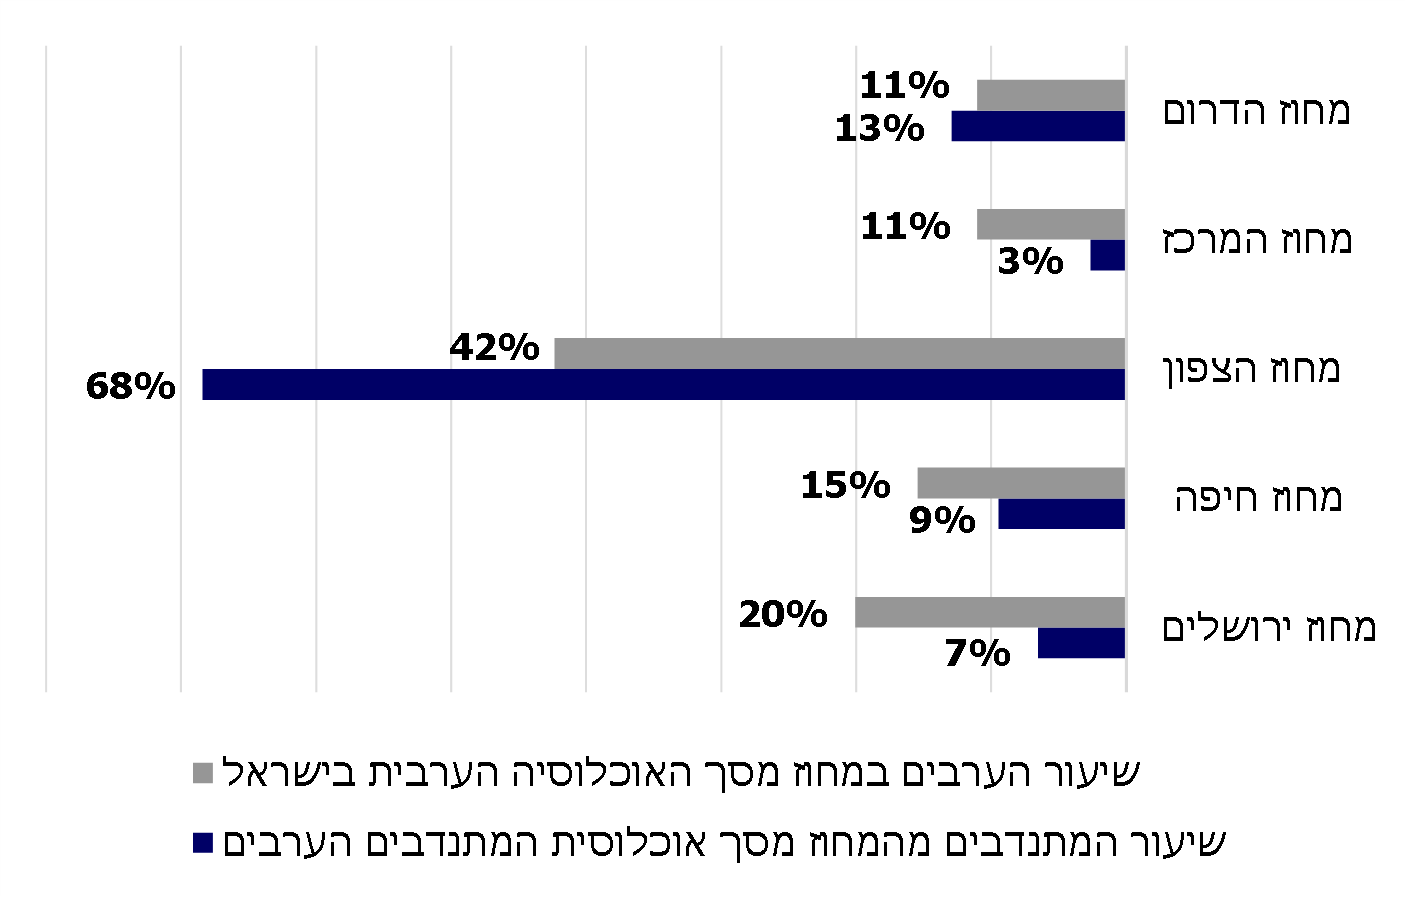 מחוז הדרום
11%
13%
מחוז המרכז
11%
3%
מחוז הצפון
42%
68%
מחוז חיפה
15%
9%
מחוז ירושלים
20%
7%
שיעור הערבים במחוז מסך האוכלוסיה הערבית בישראל
שיעור המתנדבים מהמחוז מסך אוכלוסית המתנדבים הערבים